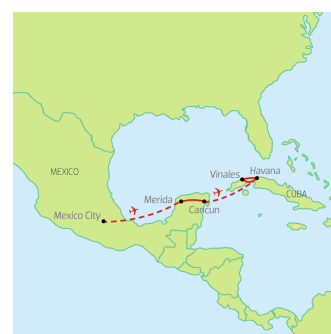 MEXICO
Mexico City
Merida
Cancun
Vinales
Havana
CUBA